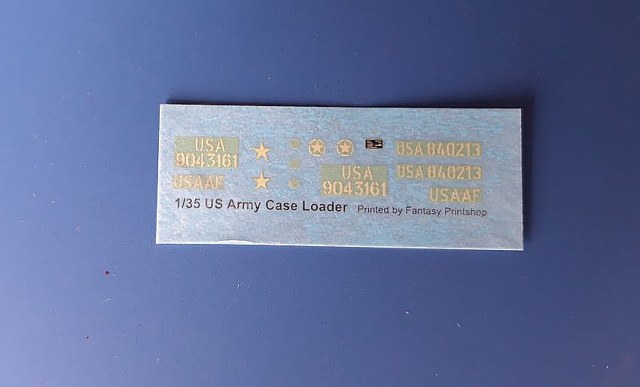 USA
9043161
USAAF
USA 840213
USA 840213
USA
9043161
USAAF
1/35 US Army Case Loader Printed by Fantasy Printshop